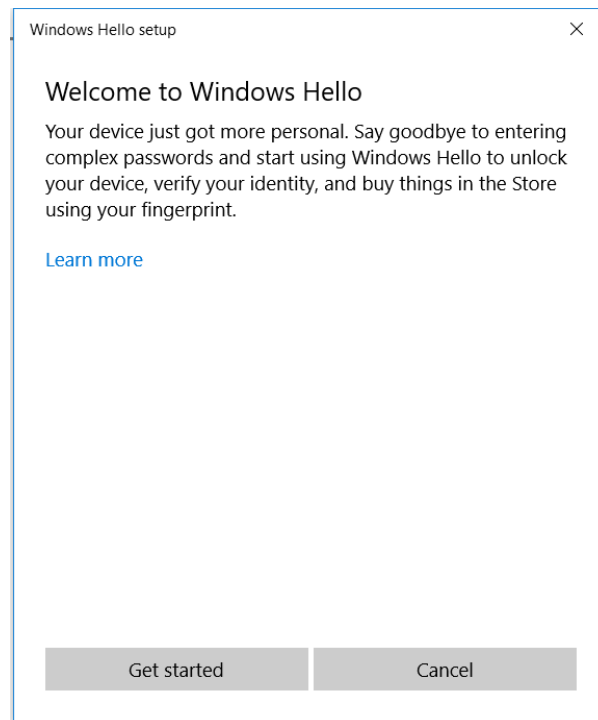 Windows Hello setup
Welcome to Windows Hello
Your device just got more personal. Say goodbye to entering
complex passwords and start using Windows Hello to unlock
your device, verify your identity, and buy things in the Store
using your fingerprint.
Learn more
Get started
Cancel